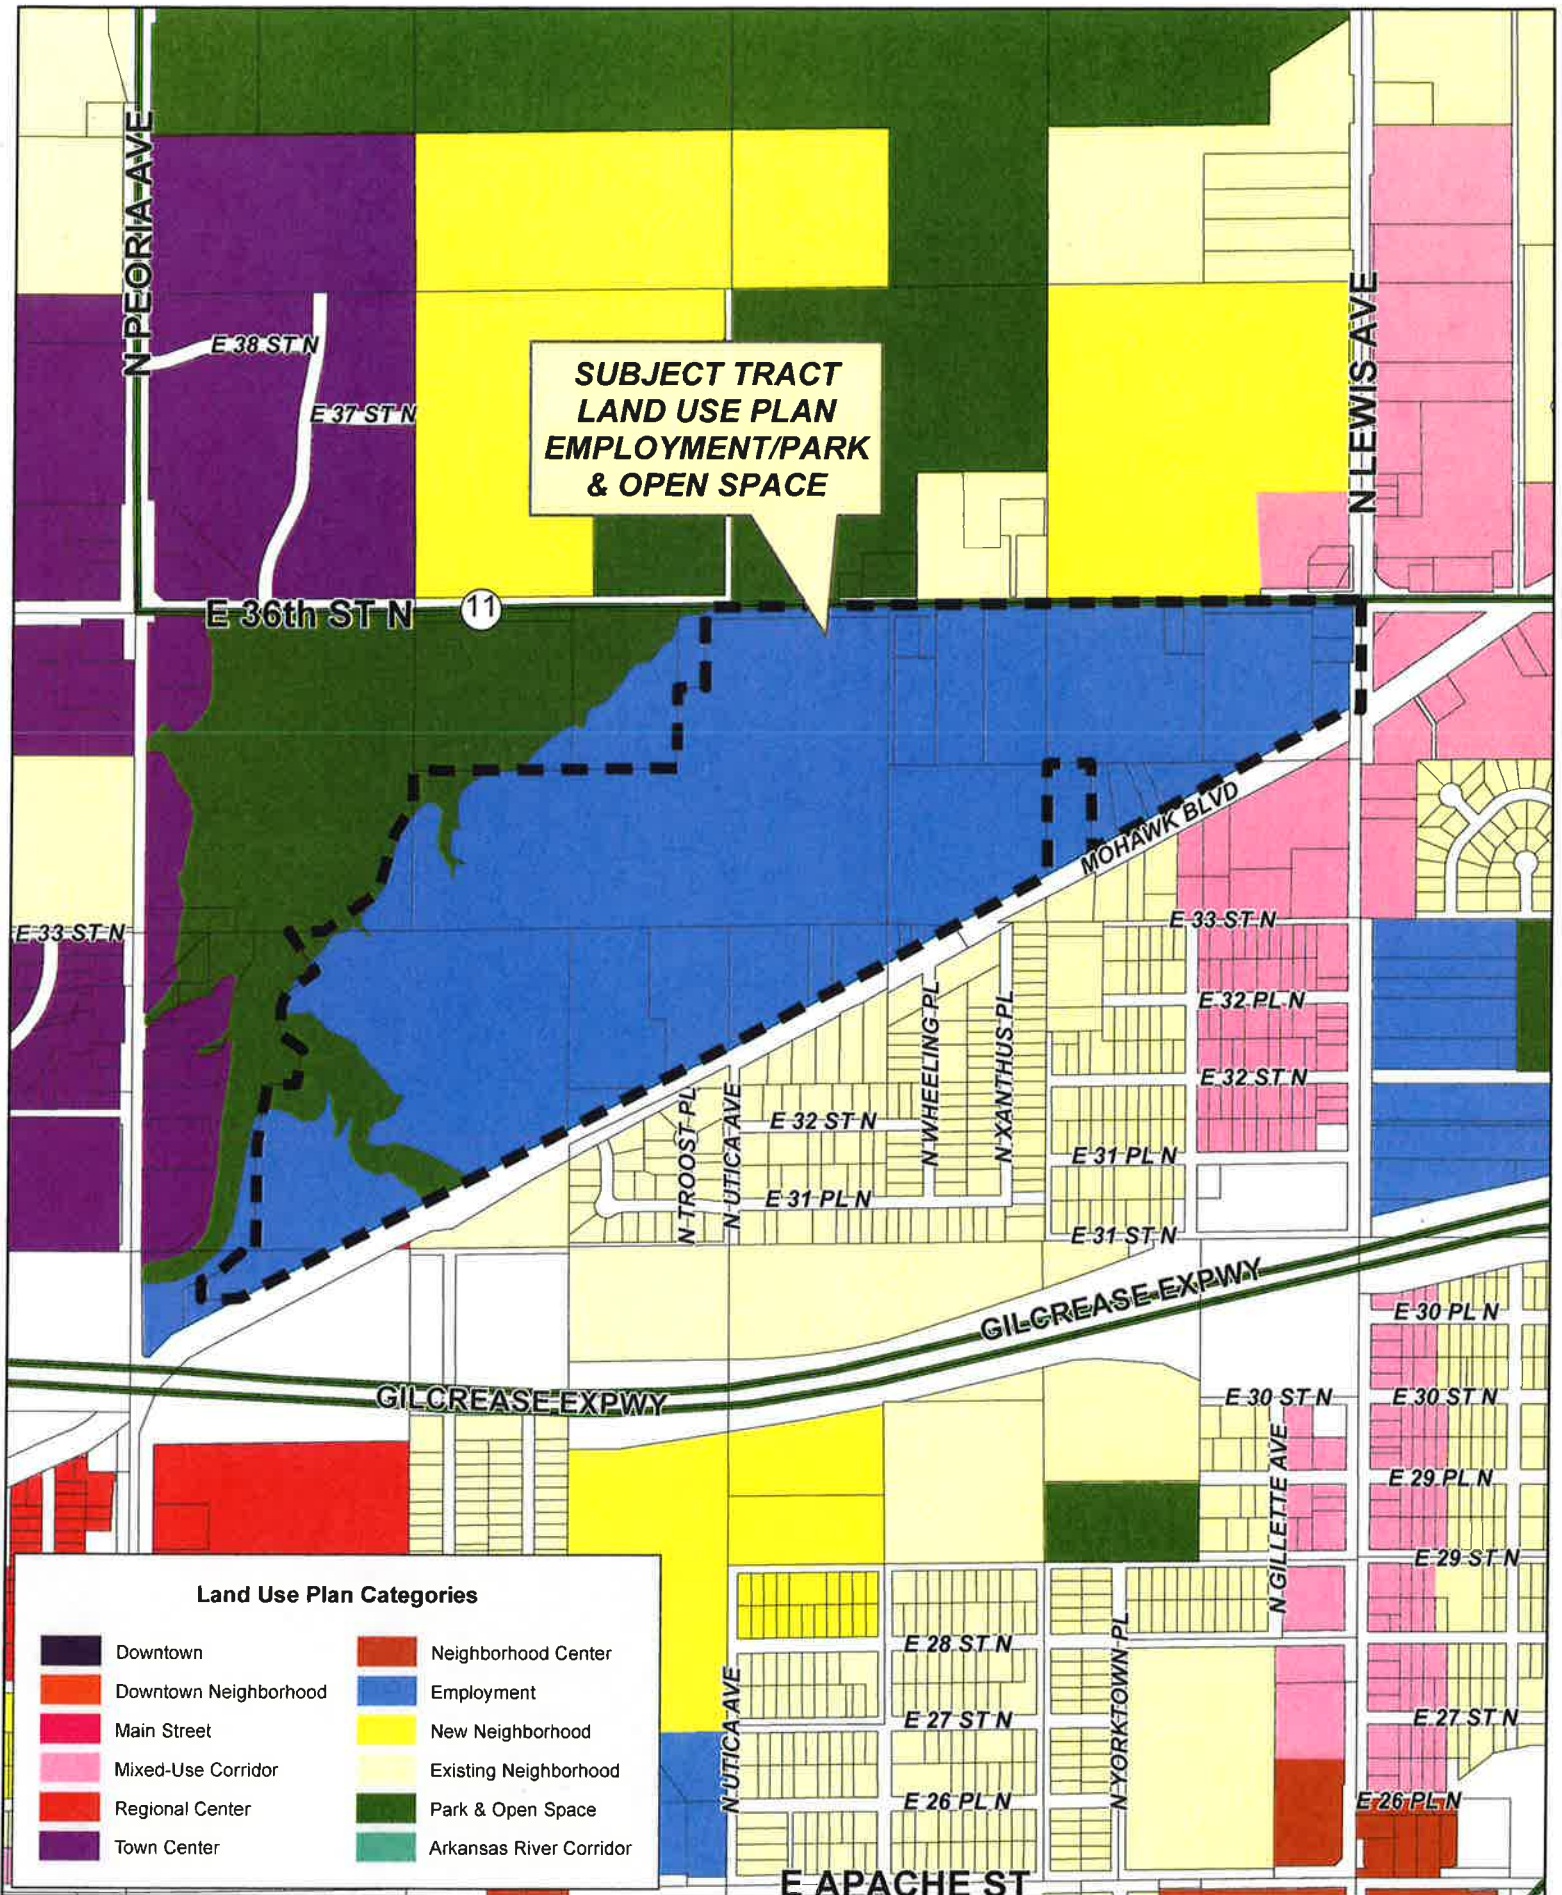 N PEORIA AVE
E 38 ST N
E 37 ST N
N LEWIS AVE
SUBJECT TRACT
LAND USE PLAN
EMPLOYMENT/PARK
& OPEN SPACE
E 36th ST N
11
MOHAWK BLVD
E 33 ST N
E 33 ST N
E 32 PL N
E 32 ST N
N WHEELING PL
N XANTHUS PL
N TROOST PL
N UTICA AVE
E 32 ST N
E 31 PL N
E 31 PL N
E 31 ST N
GILCREASE EXPWY
E 30 PL N
GILCREASE EXPWY
E 30 ST N
E 30 ST N
N GILLETTE AVE
E 29 PL N
E 29 ST N
E 28 ST N
N YORKTOWN PL
N UTICA AVE
E 27 ST N
E 27 ST N
E 26 PL N
E 26 PL N
E APACHE ST
Land Use Plan Categories
Downtown
Downtown Neighborhood
Main Street
Mixed-Use Corridor
Regional Center
Town Center
Neighborhood Center
Employment
New Neighborhood
Existing Neighborhood
Park & Open Space
Arkansas River Corridor